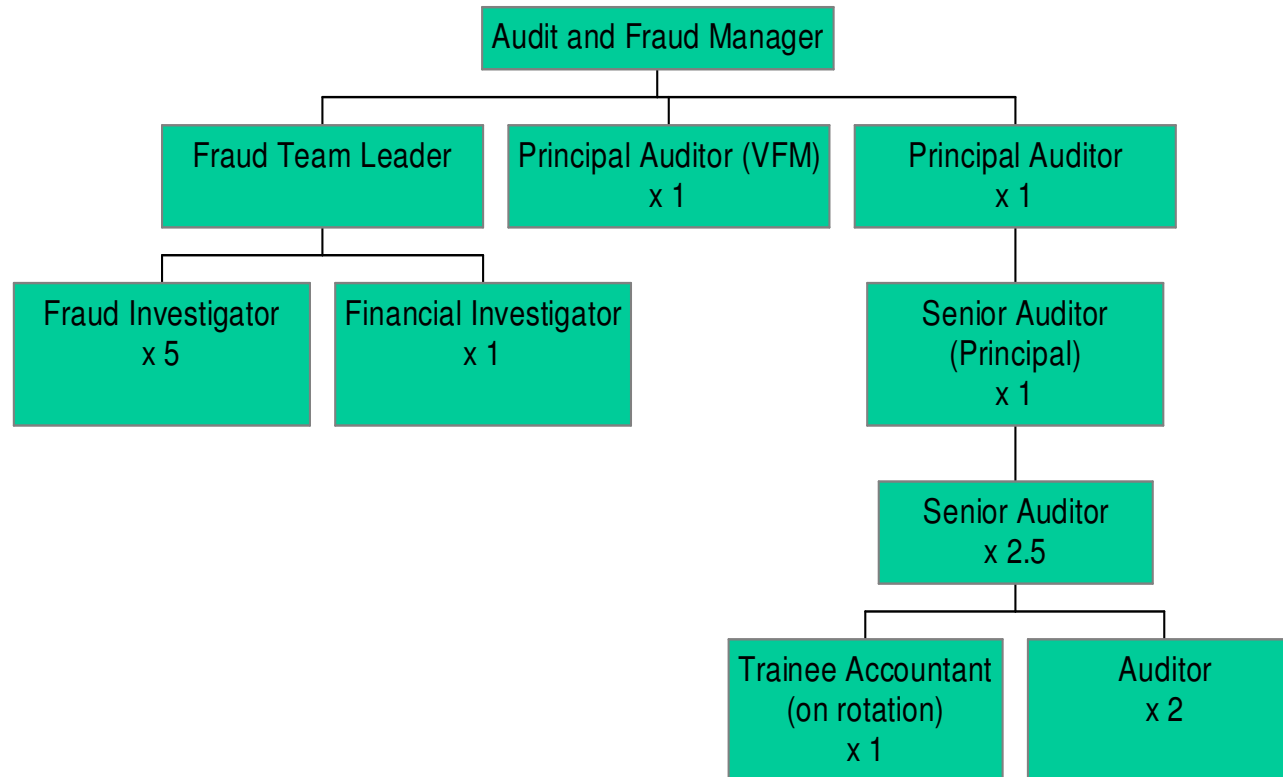 Audit and Fraud Manager
Fraud Team Leader
Principal Auditor (VFM)
x 1
Principal Auditor
x 1
Fraud Investigator
x 5
Financial Investigator
x 1
Senior Auditor
(Principal)
x 1
Senior Auditor
x 2.5
Trainee Accountant
(on rotation)
x 1
Auditor
x 2